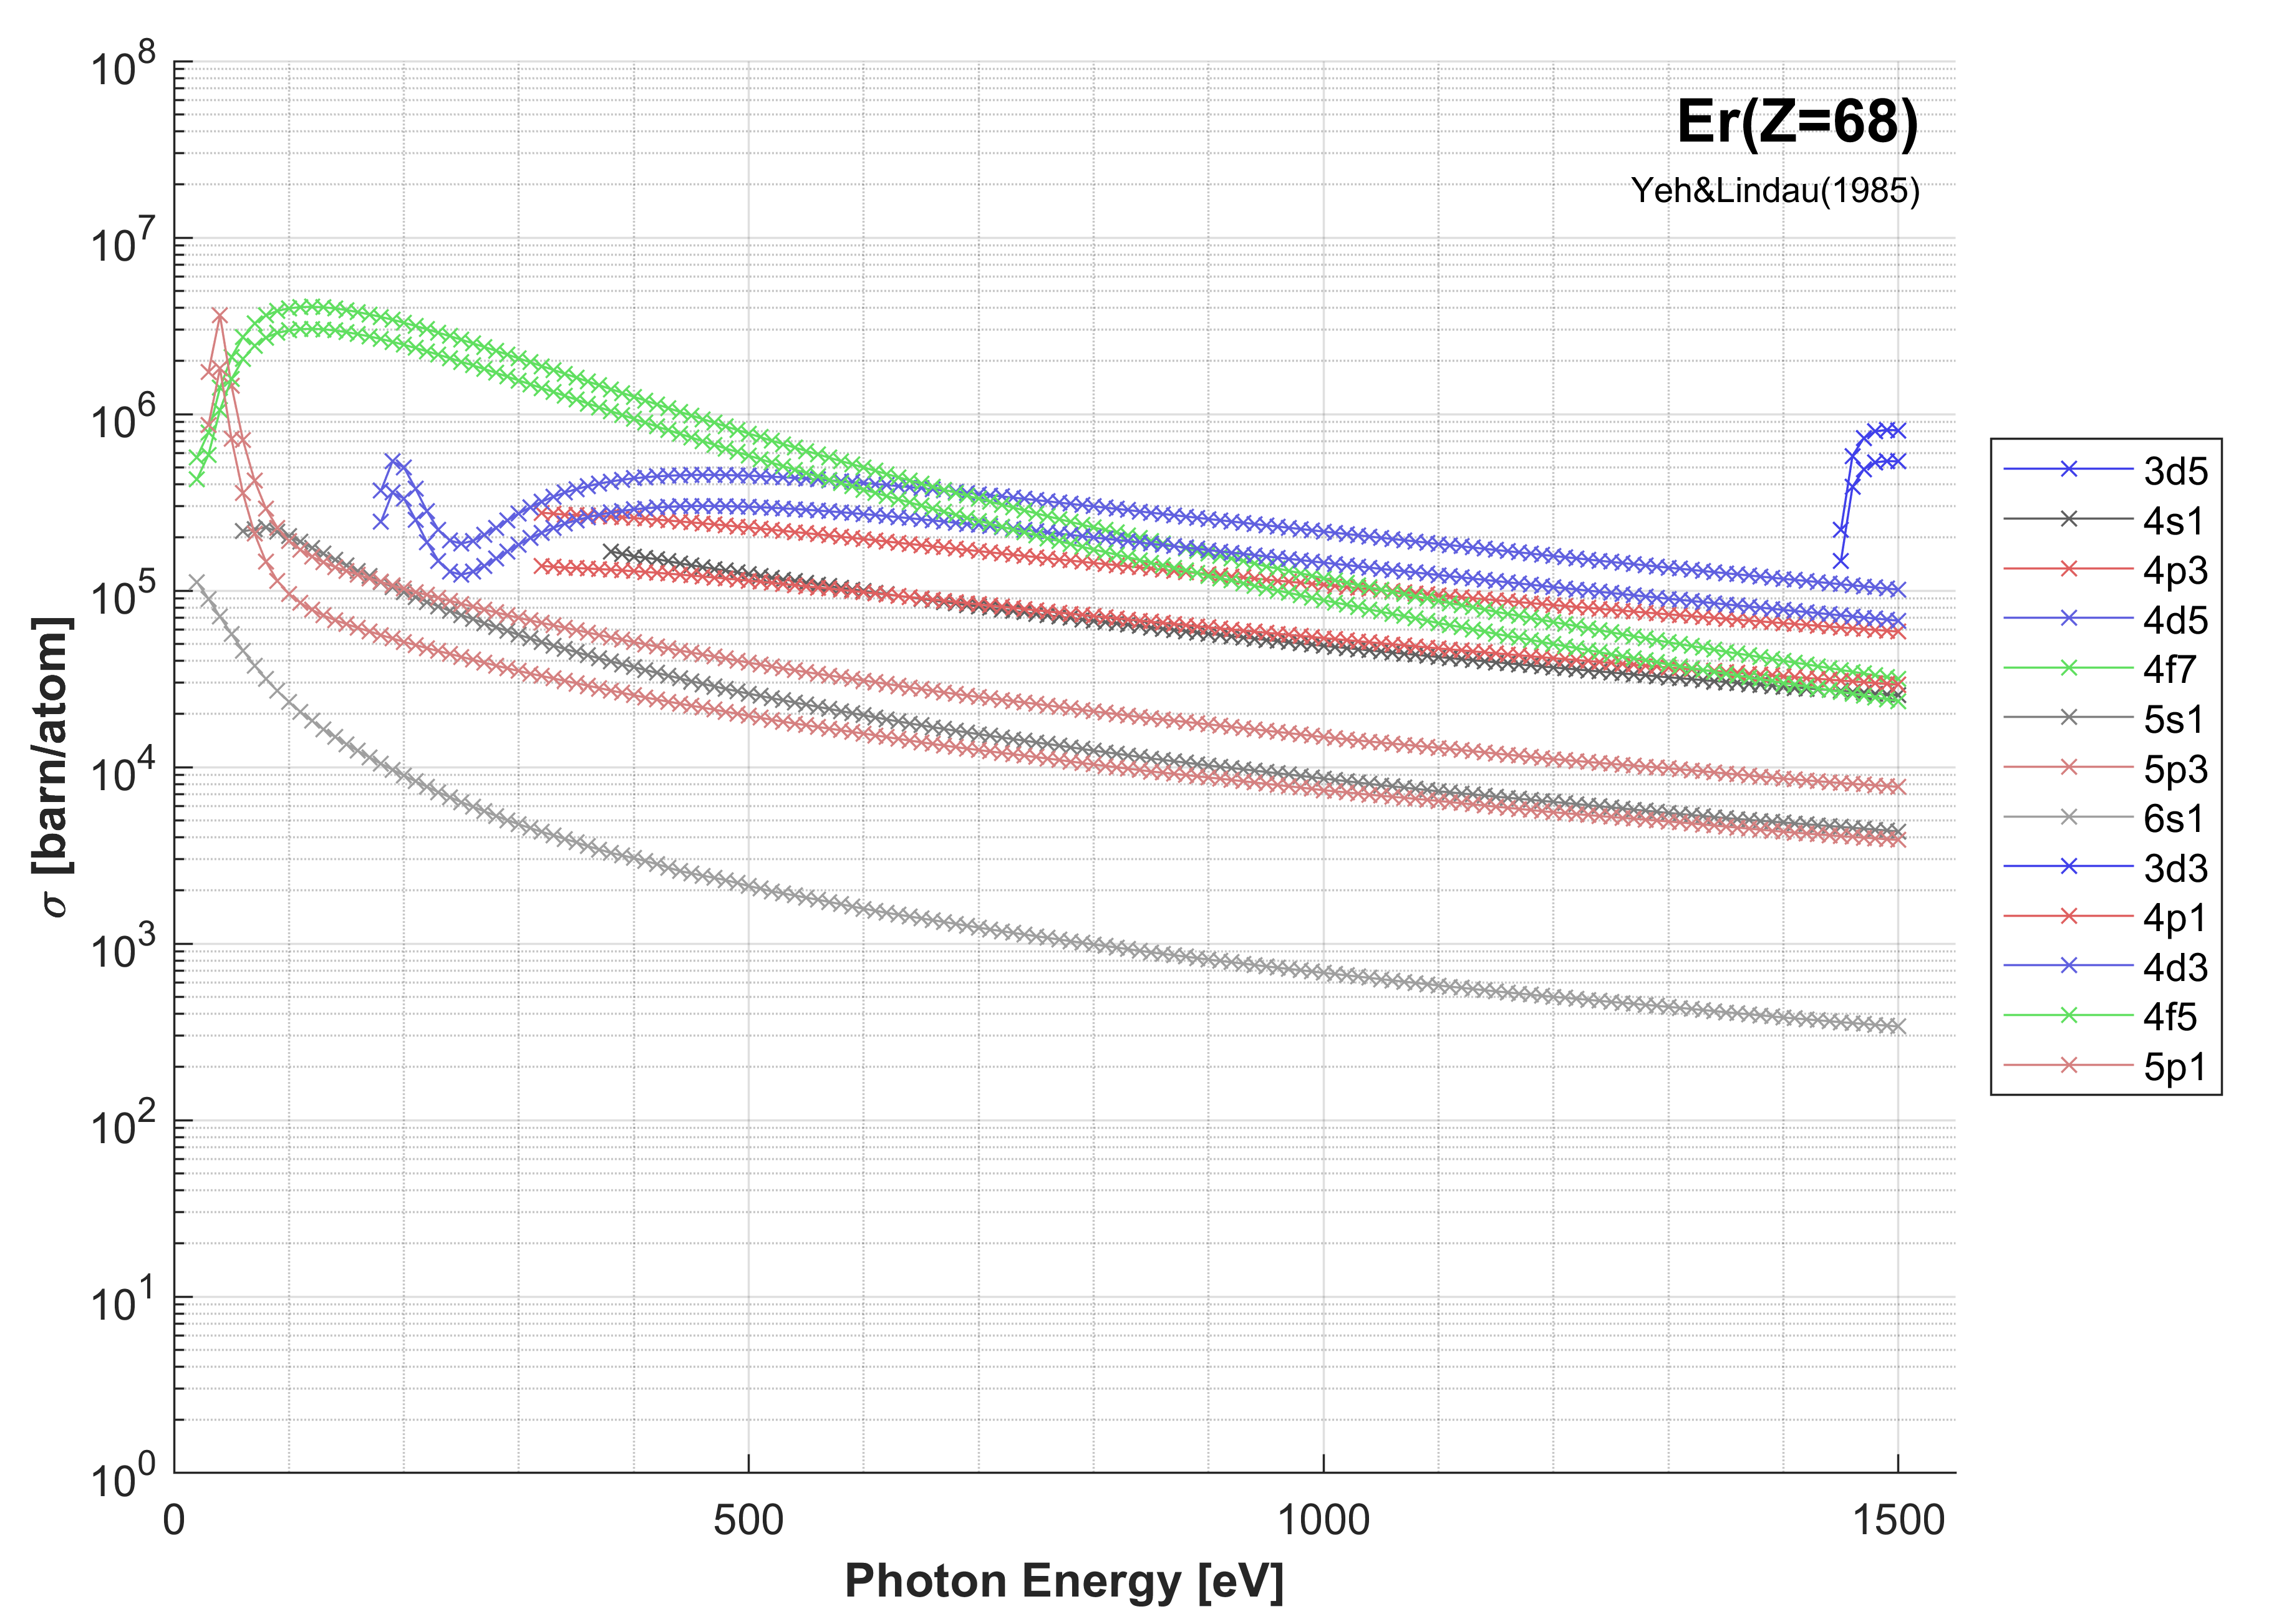 Er(Z=68)
Yeh&Lindau(1985)
10^8
10^7
10^6
10^5
10^4
10^3
10^2
10^1
10^0
σ [barn/atom]
0 500 1000 1500
Photon Energy [eV]
3d5
4s1
4p3
4d5
4f7
5s1
5p3
6s1
3d3
4p1
4d3
4f5
5p1